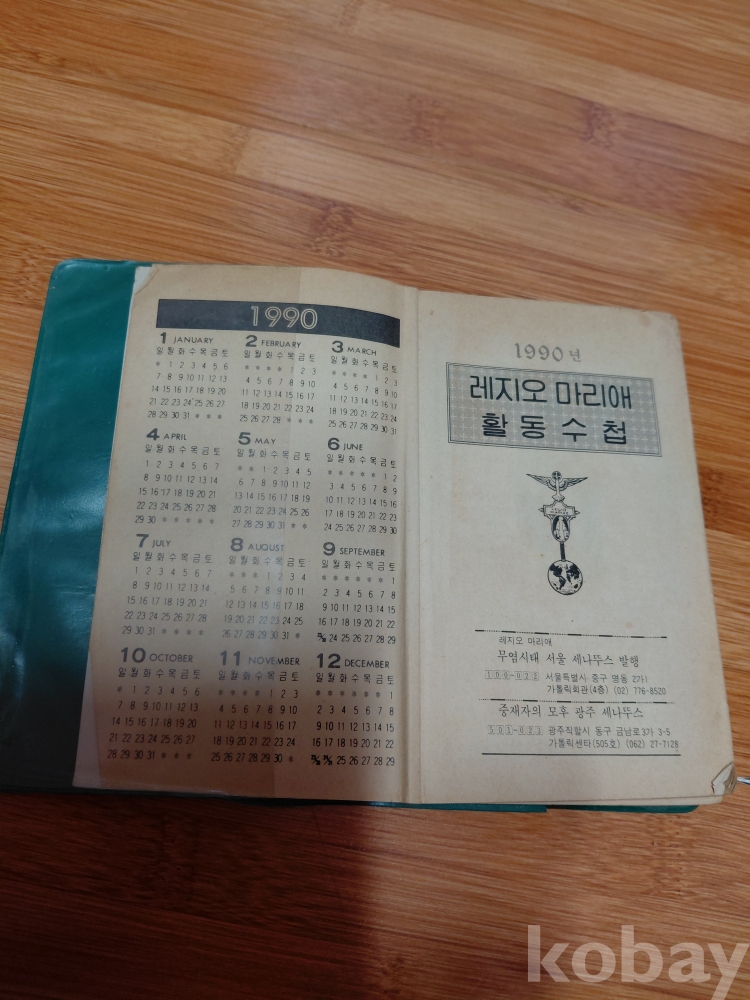 1990
1 JANUARY
일 월 화 수 목 금 토
* 1 2 3 4 5 6
7 8 9 10 11 12 13
14 15 16 17 18 19 20
21 22 23 24 25 26 27
28 29 30 31 * * *
2 FEBRUARY
일 월 화 수 목 금 토
* * * * 1 2 3
4 5 6 7 8 9 10
11 12 13 14 15 16 17
18 19 20 21 22 23 24
25 26 27 28 * * *
3 MARCH
일 월 화 수 목 금 토
* * * * 1 2 3
4 5 6 7 8 9 10
11 12 13 14 15 16 17
18 19 20 21 22 23 24
25 26 27 28 29 30 31
4 APRIL
일 월 화 수 목 금 토
1 2 3 4 5 6 7
8 9 10 11 12 13 14
15 16 17 18 19 20 21
22 23 24 25 26 27 28
29 30 * * * * *
5 MAY
일 월 화 수 목 금 토
* * 1 2 3 4 5
6 7 8 9 10 11 12
13 14 15 16 17 18 19
20 21 22 23 24 25 26
27 28 29 30 31 * *
6 JUNE
일 월 화 수 목 금 토
* * * * * 1 2
3 4 5 6 7 8 9
10 11 12 13 14 15 16
17 18 19 20 21 22 23
24 25 26 27 28 29 30
7 JULY
일 월 화 수 목 금 토
1 2 3 4 5 6 7
8 9 10 11 12 13 14
15 16 17 18 19 20 21
22 23 24 25 26 27 28
29 30 31 * * * *
8 AUGUST
일 월 화 수 목 금 토
* * * 1 2 3 4
5 6 7 8 9 10 11
12 13 14 15 16 17 18
19 20 21 22 23 24 25
26 27 28 29 30 31 *
9 SEPTEMBER
일 월 화 수 목 금 토
* * * * * * 1
2 3 4 5 6 7 8
9 10 11 12 13 14 15
16 17 18 19 20 21 22
23/30 24 25 26 27 28 29
10 OCTOBER
일 월 화 수 목 금 토
* 1 2 3 4 5 6
7 8 9 10 11 12 13
14 15 16 17 18 19 20
21 22 23 24 25 26 27
28 29 30 31 * * *
11 NOVEMBER
일 월 화 수 목 금 토
* * * * 1 2 3
4 5 6 7 8 9 10
11 12 13 14 15 16 17
18 19 20 21 22 23 24
25 26 27 28 29 30 *
12 DECEMBER
일 월 화 수 목 금 토
* * * * * * 1
2 3 4 5 6 7 8
9 10 11 12 13 14 15
16 17 18 19 20 21 22
23/30 24/31 25 26 27 28 29
1990년
레지오 마리애
활동수첩
레지오 마리애
무염시태 서울 세나뚜스 발행
100-022 서울특별시 중구 명동 2가1
가톨릭회관(4층) (02) 776-8520
중재자의 모후 광주 세나뚜스
광주직할시 동구 금남로3가 3-5
가톨릭센타(505호) (062) 27-7128
kobay